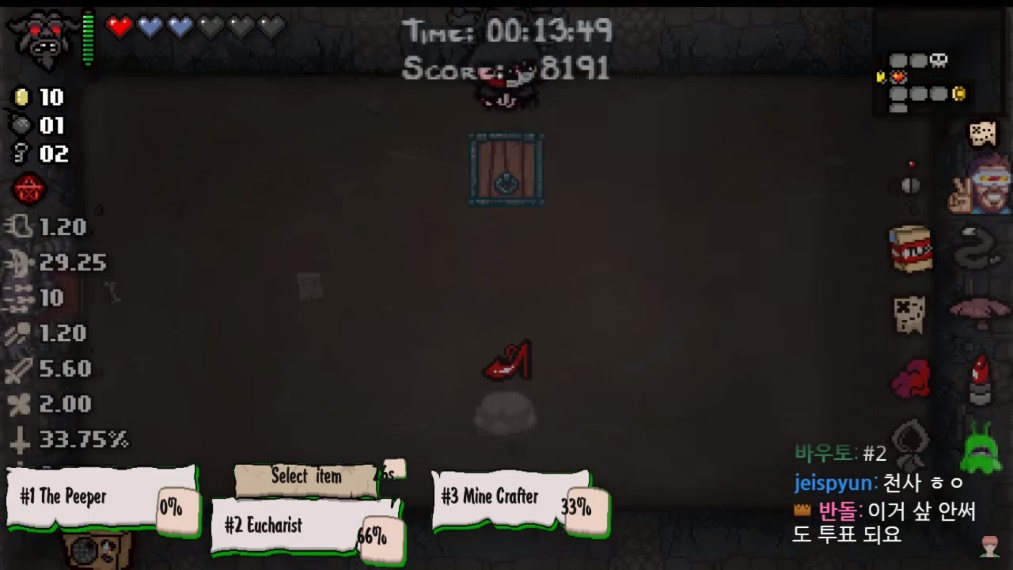 TIME: 00:13:49
SCORE: 8191
10
01
02
1.20
29.25
10
1.20
5.60
2.00
33.75%
Select item
#1 The Peeper 0%
#2 Eucharist 66%
#3 Mine Crafter 33%
바우토: #2
jeispyun: 천사 ㅎㅇ
반돌: 이거 샾 안써
도 투표 되요